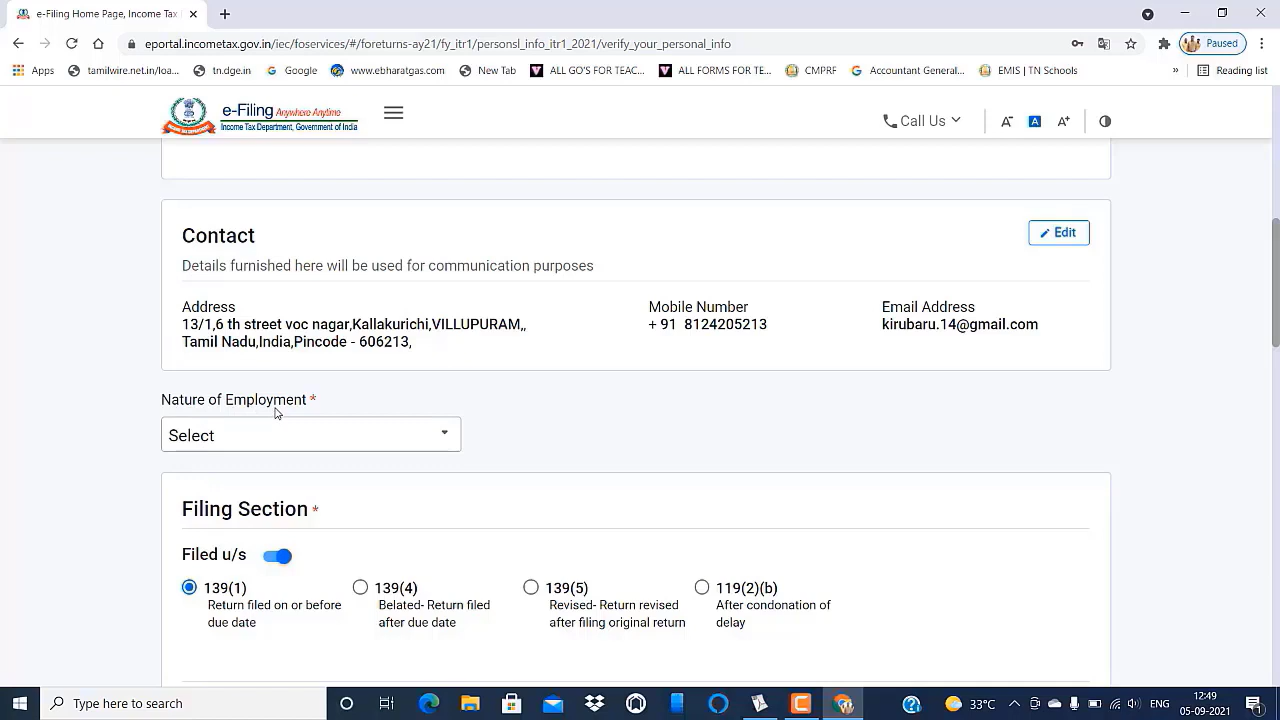 e-Filing Home Page, Income Tax
eportal.incometax.gov.in/iec/foservices/#/foreturns-ay21/fy_itr1/personsl_info_itr1_2021/verify_your_personal_info
Paused
Apps
tamilwire.net/in/loa...
tn.dge.in
Google
www.ebharatgas.com
New Tab
ALL GO'S FOR TEAC...
ALL FORMS FOR TE...
CMPRF
Accountant General...
EMIS | TN Schools
»
Reading list
e-Filing Anywhere Anytime
Income Tax Department, Government of India
Call Us
A-
A
A+
Contact
Edit
Details furnished here will be used for communication purposes
Address
Mobile Number
Email Address
13/1,6 th street voc nagar,Kallakurichi,VILLUPURAM,,
+ 91 8124205213
kirubaru.14@gmail.com
Tamil Nadu,India,Pincode - 606213,
Nature of Employment *
Select
Filing Section *
Filed u/s
139(1)
139(4)
139(5)
119(2)(b)
Return filed on or before
Belated- Return filed
Revised- Return revised
After condonation of
due date
after due date
after filing original return
delay
Type here to search
33°C
ENG
12:49
05-09-2021